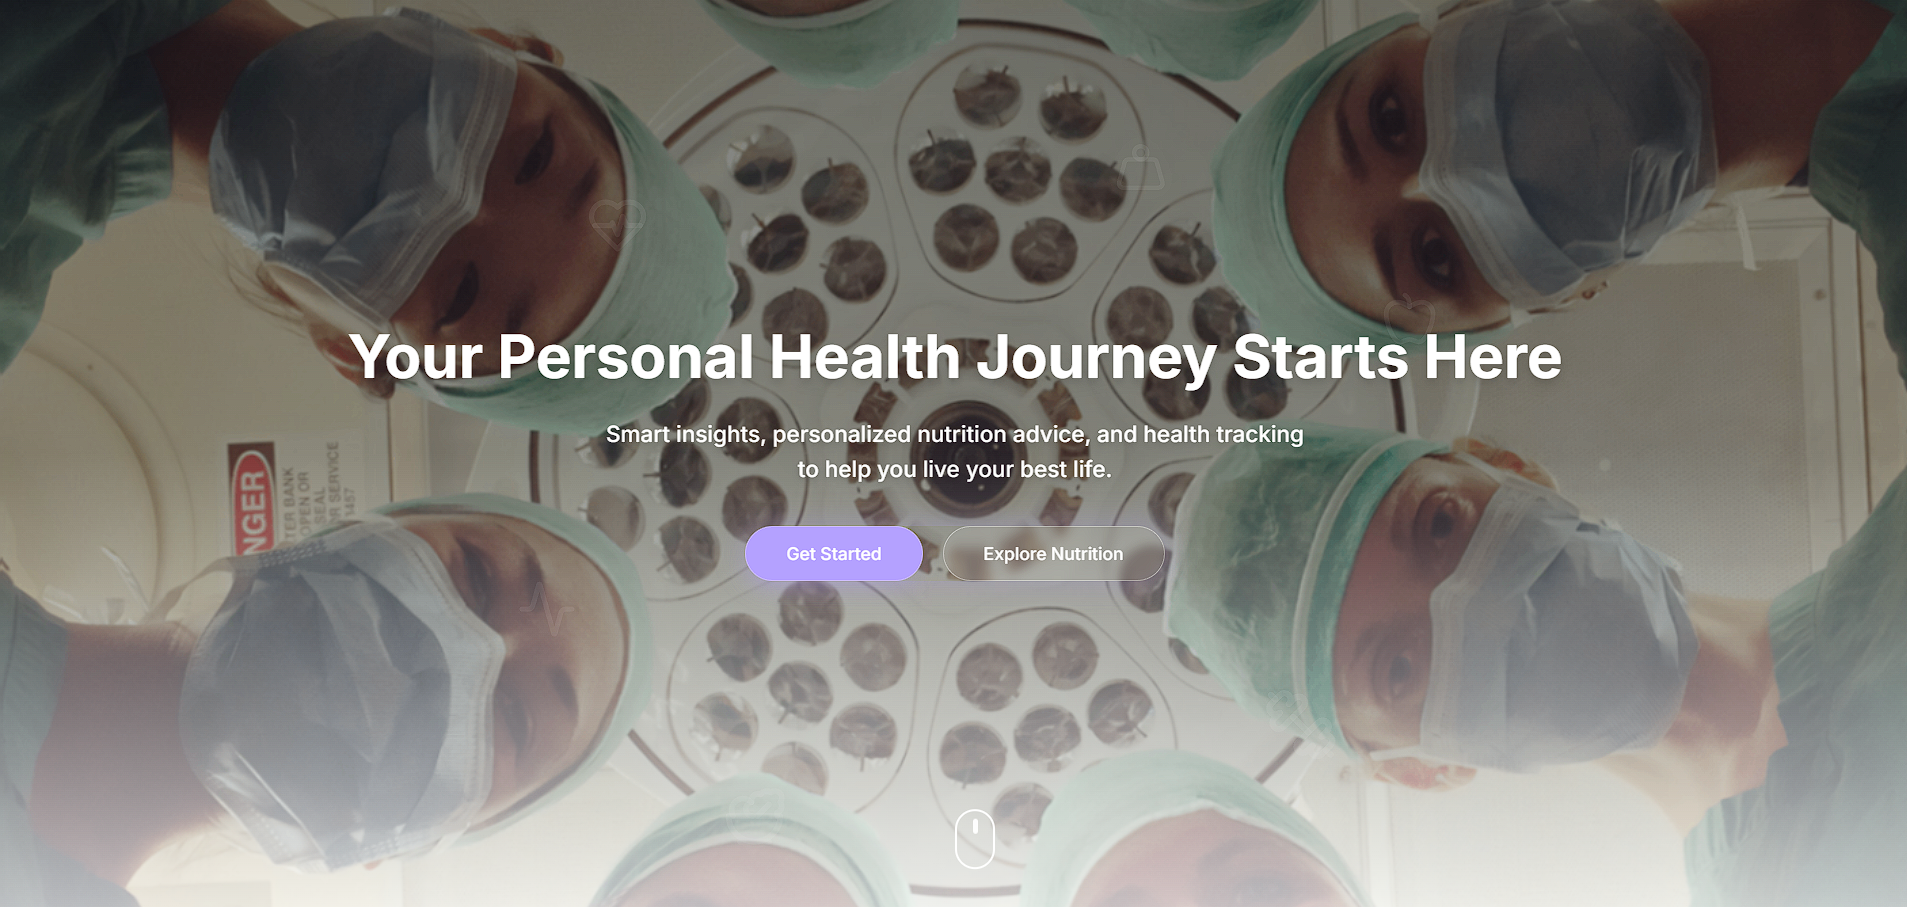 Your Personal Health Journey Starts Here
Smart insights, personalized nutrition advice, and health tracking
to help you live your best life.
Get Started
Explore Nutrition
NGER
TER BANK
OPEN OR
SEAL
OR SERVICE
1457